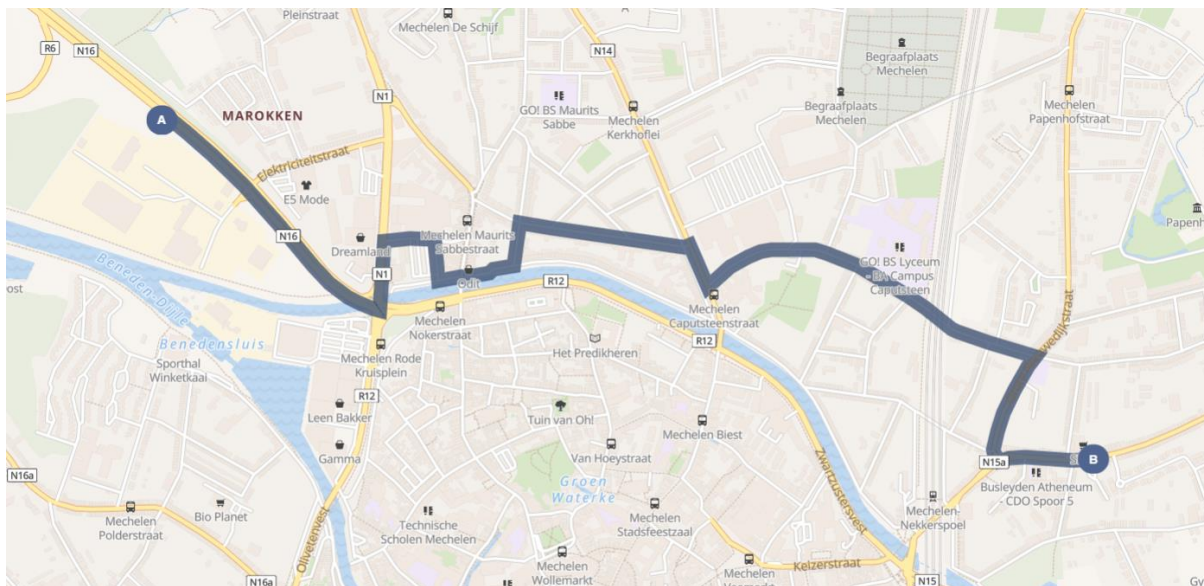 Pleinstraat
Mechelen De Schijf
R6
N16
N14
N1
Begraafplaats
Mechelen
GO! BS Maurits
Sabbe
Mechelen
Kerkhoflei
Begraafplaats
Mechelen
Mechelen
Papenhofstraat
A
MAROKKEN
Elektriciteitstraat
E5 Mode
N16
Dreamland
Mechelen Maurits
Sabbestraat
N1
Odit
R12
GO! BS Lyceum
Campus
Caputsteen
Beneden-Dijle
Benedensluis
Sporthal
Winketkaai
Mechelen
Nokerstraat
Mechelen Rode
Kruisplein
Mechelen
Caputsteenstraat
R12
Het Predikheren
R12
Leen Bakker
Gamma
Tuin van Ohl
Mechelen Biest
Van Hoeystraat
Zwartzustersvest
N15a
B
Busleyden Atheneum
- CDO Spoor 5
N16a
Bio Planet
Mechelen
Polderstraat
Olivetenvest
Technische
Scholen Mechelen
Groen
Waterke
Mechelen
Stadsfeestzaal
Mechelen-
Nekkerspoel
Mechelen
Wollemarkt
Keizerstraat
N16a
N15